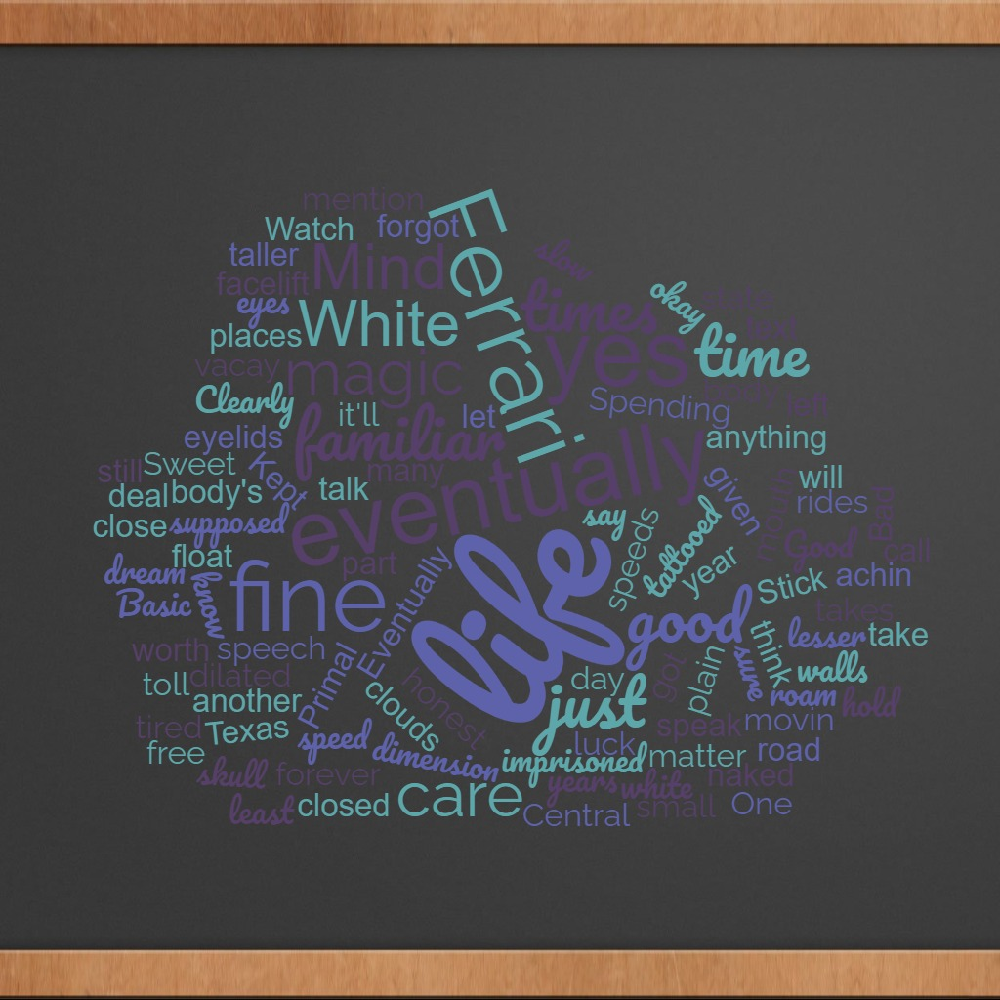 mention
Ferrari
Watch
forgot
slow
taller
Mind
facelift
eyes
okay
state
times
places
White
yes
time
vacay
magic
Clearly
it'll
let
Spending
left
familiar
eyelids
anything
still
Sweet
Kept
many
eventually
given
will
deal
body's
talk
rides
mouth
Bad
close
supposed
say
speeds
tattooed
Good
call
float
part
year
dream
know
fine
Eventually
life
Stick
achin
Basic
good
takes
worth
speech
Primal
think
lesser
take
toll
dilated
honest
day
got
plain
sure
walls
another
clouds
just
roam
hold
tired
Texas
speed
dimension
luck
speak
movin
free
imprisoned
matter
road
skull
forever
care
years
white
naked
least
closed
Central
small
One